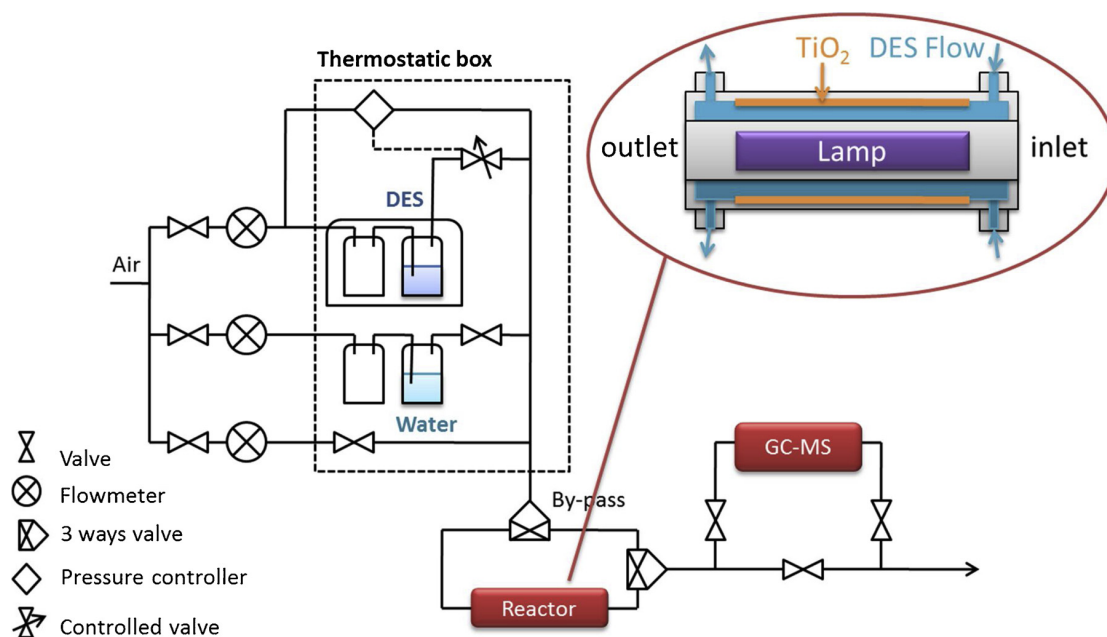 Thermostatic box
TiO2 DES Flow
outlet
Lamp
inlet
DES
Air
Water
Valve
Flowmeter
3 ways valve
Pressure controller
Controlled valve
By-pass
GC-MS
Reactor